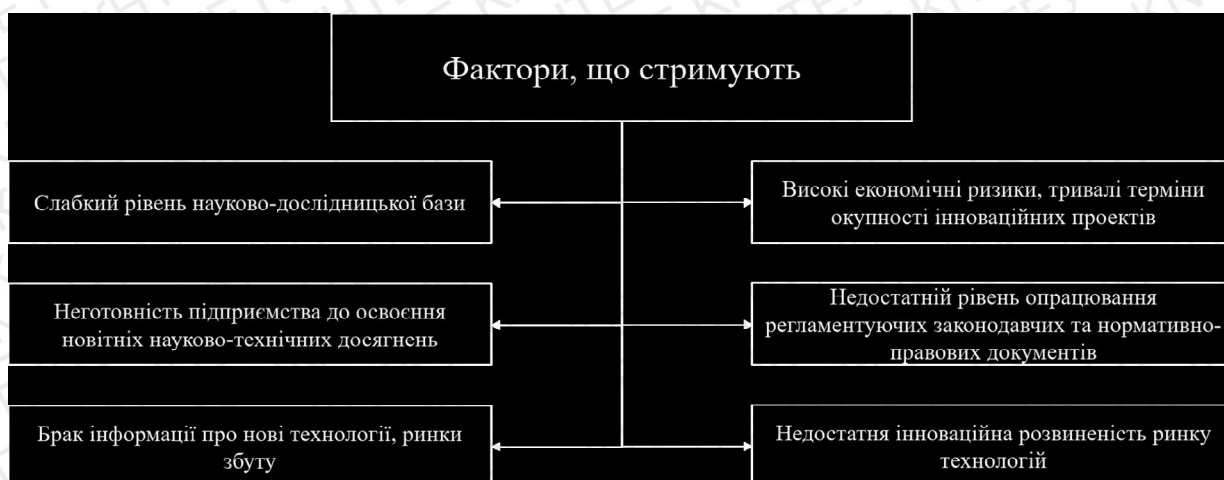 Фактори, що стримують
Слабкий рівень науково-дослідницької бази
Високі економічні ризики, тривалі терміни
окупності інноваційних проектів
Неготовність підприємства до освоєння
новітніх науково-технічних досягнень
Недостатній рівень опрацювання
регламентуючих законодавчих та нормативно-
правових документів
Брак інформації про нові технології, ринки
збуту
Недостатня інноваційна розвиненість ринку
технологій